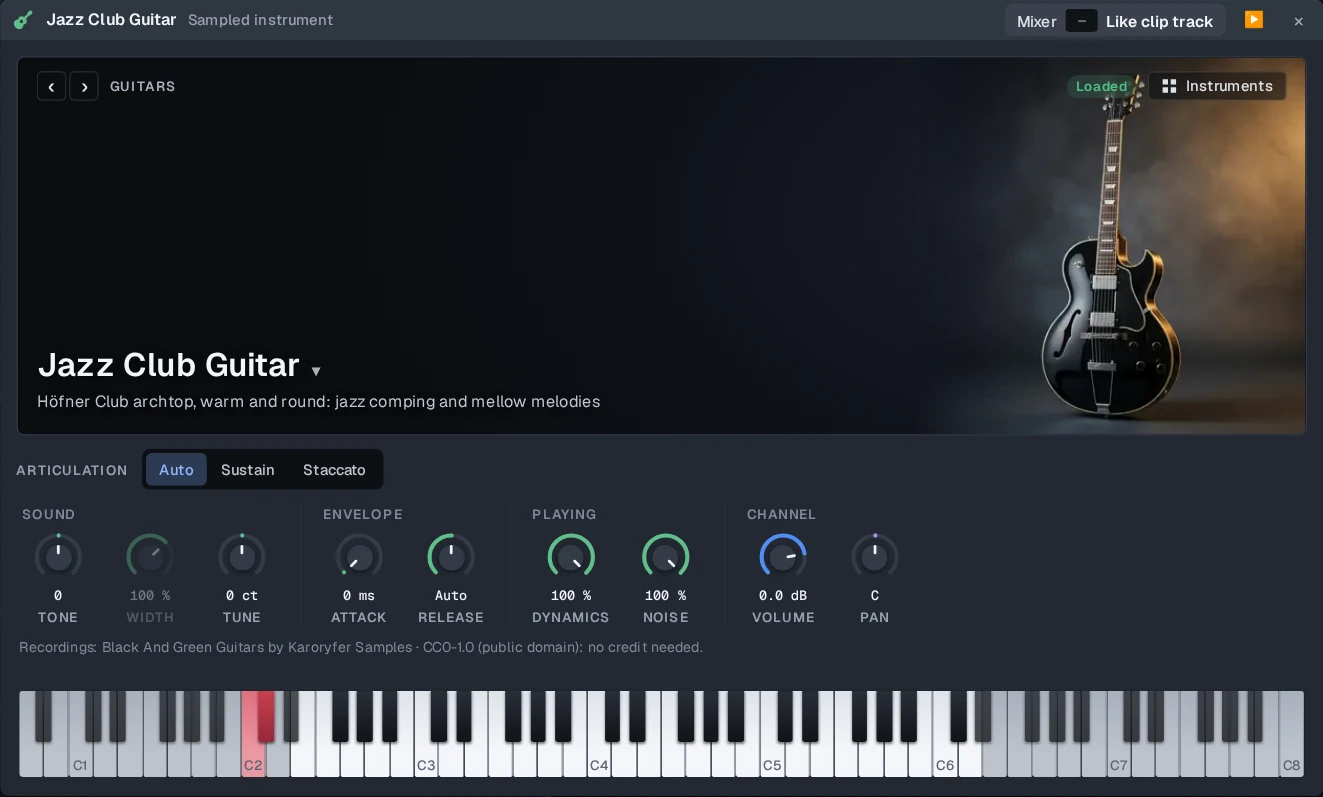 Jazz Club Guitar Sampled instrument Mixer – Like clip track ×
‹ › GUITARS Loaded Instruments
Jazz Club Guitar ▾
Höfner Club archtop, warm and round: jazz comping and mellow melodies
ARTICULATION Auto Sustain Staccato
SOUND ENVELOPE PLAYING CHANNEL
0 100 % 0 ct 0 ms Auto 100 % 100 % 0.0 dB C
TONE WIDTH TUNE ATTACK RELEASE DYNAMICS NOISE VOLUME PAN
Recordings: Black And Green Guitars by Karoryfer Samples · CC0-1.0 (public domain): no credit needed.
C1 C2 C3 C4 C5 C6 C7 C8